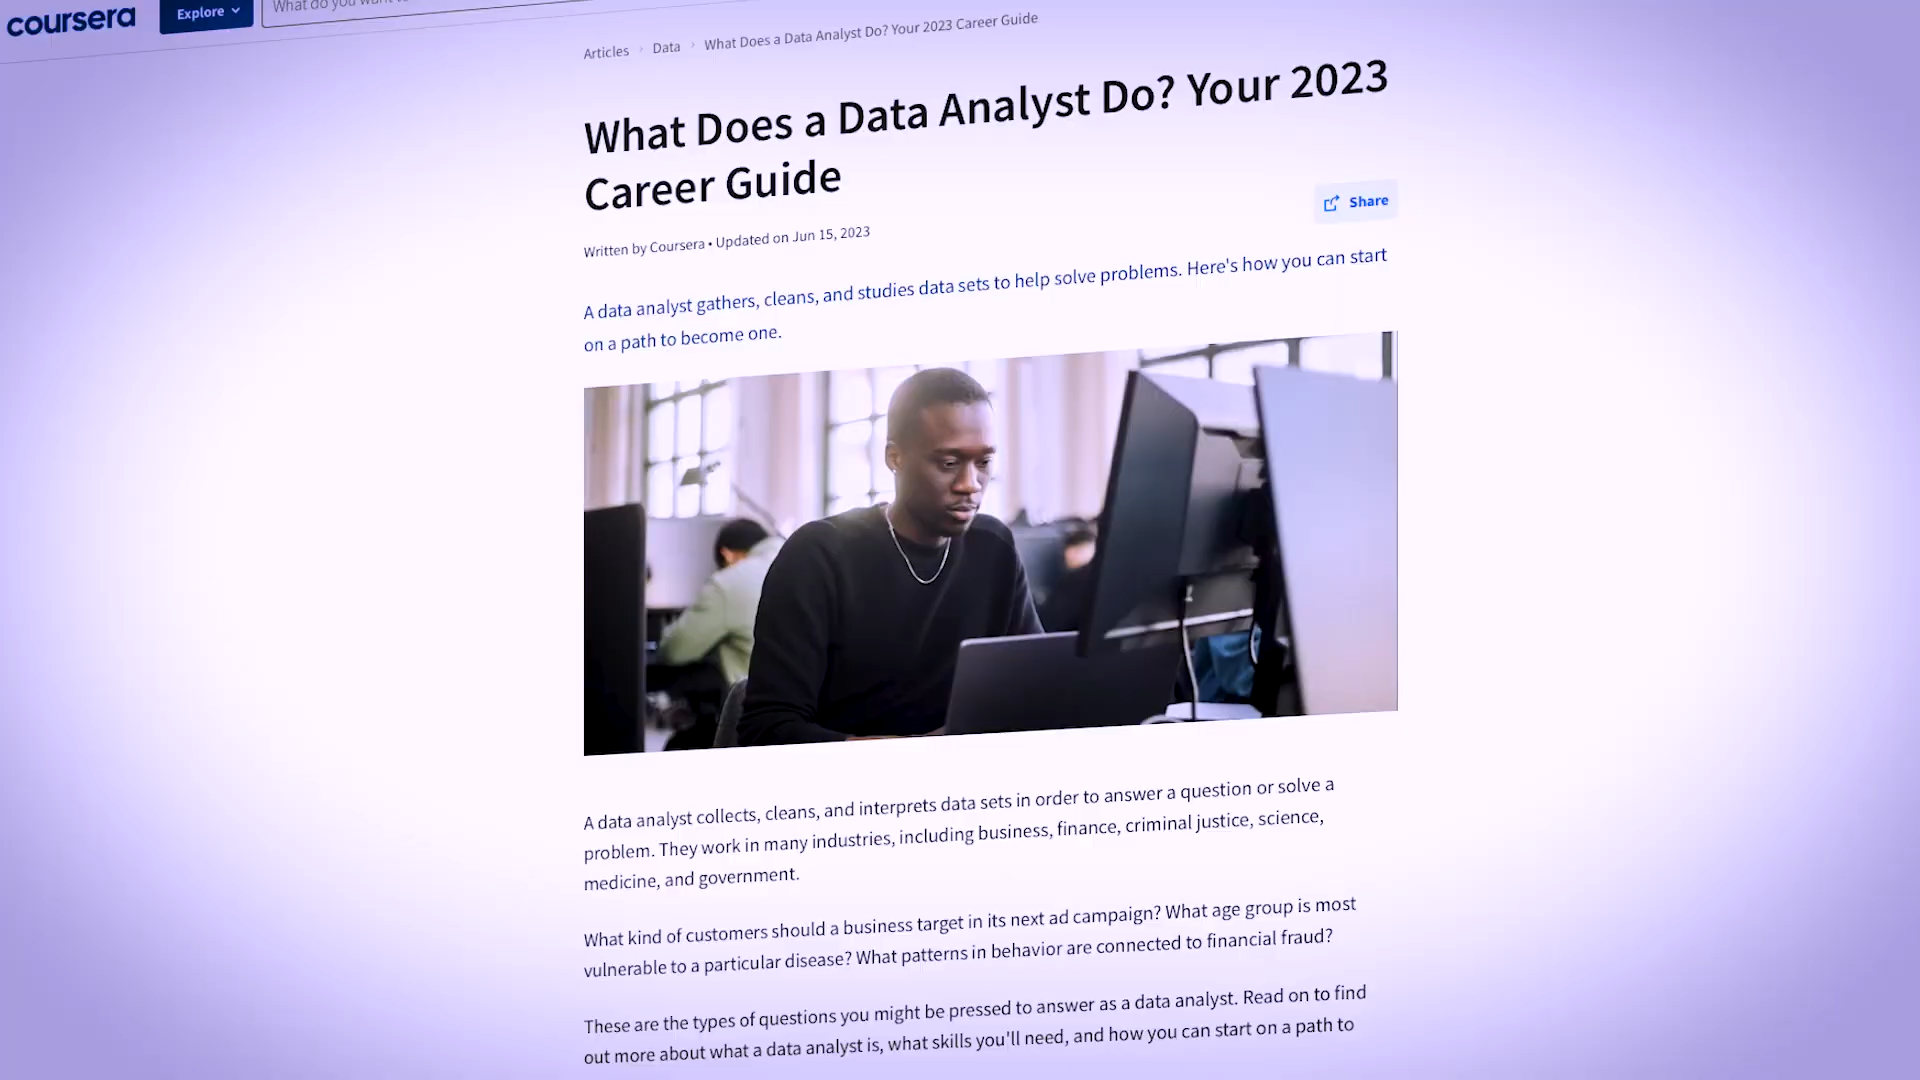 coursera
Explore
What do you want
Articles > Data > What Does a Data Analyst Do? Your 2023 Career Guide
What Does a Data Analyst Do? Your 2023
Career Guide
Share
Written by Coursera • Updated on Jun 15, 2023
A data analyst gathers, cleans, and studies data sets to help solve problems. Here's how you can start
on a path to become one.
A data analyst collects, cleans, and interprets data sets in order to answer a question or solve a
problem. They work in many industries, including business, finance, criminal justice, science,
medicine, and government.
What kind of customers should a business target in its next ad campaign? What age group is most
vulnerable to a particular disease? What patterns in behavior are connected to financial fraud?
These are the types of questions you might be pressed to answer as a data analyst. Read on to find
out more about what a data analyst is, what skills you'll need, and how you can start on a path to